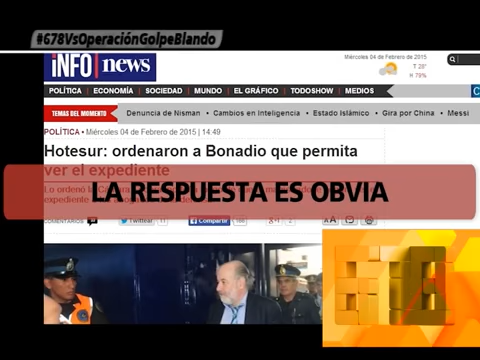 #678VsOperaciónGolpeBlando
iNFO news
Miércoles 04 de Febrero de 2015
T 28°
H 79%
POLÍTICA | ECONOMÍA | SOCIEDAD | MUNDO | EL GRÁFICO | TODOSHOW | MEDIOS
TEMAS DEL MOMENTO • Denuncia de Nisman • Cambios en Inteligencia • Estado Islámico • Gira por China • Messi
POLÍTICA • Miércoles 04 de Febrero de 2015 | 14:49
Hotesur: ordenaron a Bonadio que permita
ver el expediente
LA RESPUESTA ES OBVIA
COMENTARIOS Twittear 11 Compartir
678